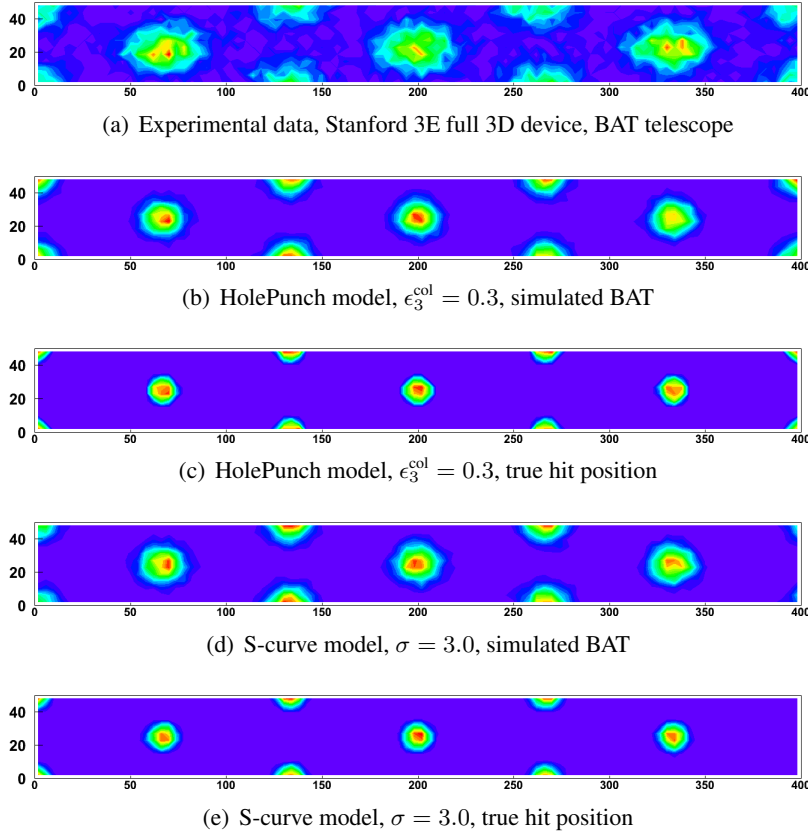 40
20
0
0 50 100 150 200 250 300 350 400
(a) Experimental data, Stanford 3E full 3D device, BAT telescope
40
20
0
0 50 100 150 200 250 300 350 400
(b) HolePunch model, ϵ₃ᶜᵒˡ = 0.3, simulated BAT
40
20
0
0 50 100 150 200 250 300 350 400
(c) HolePunch model, ϵ₃ᶜᵒˡ = 0.3, true hit position
40
20
0
0 50 100 150 200 250 300 350 400
(d) S-curve model, σ = 3.0, simulated BAT
40
20
0
0 50 100 150 200 250 300 350 400
(e) S-curve model, σ = 3.0, true hit position